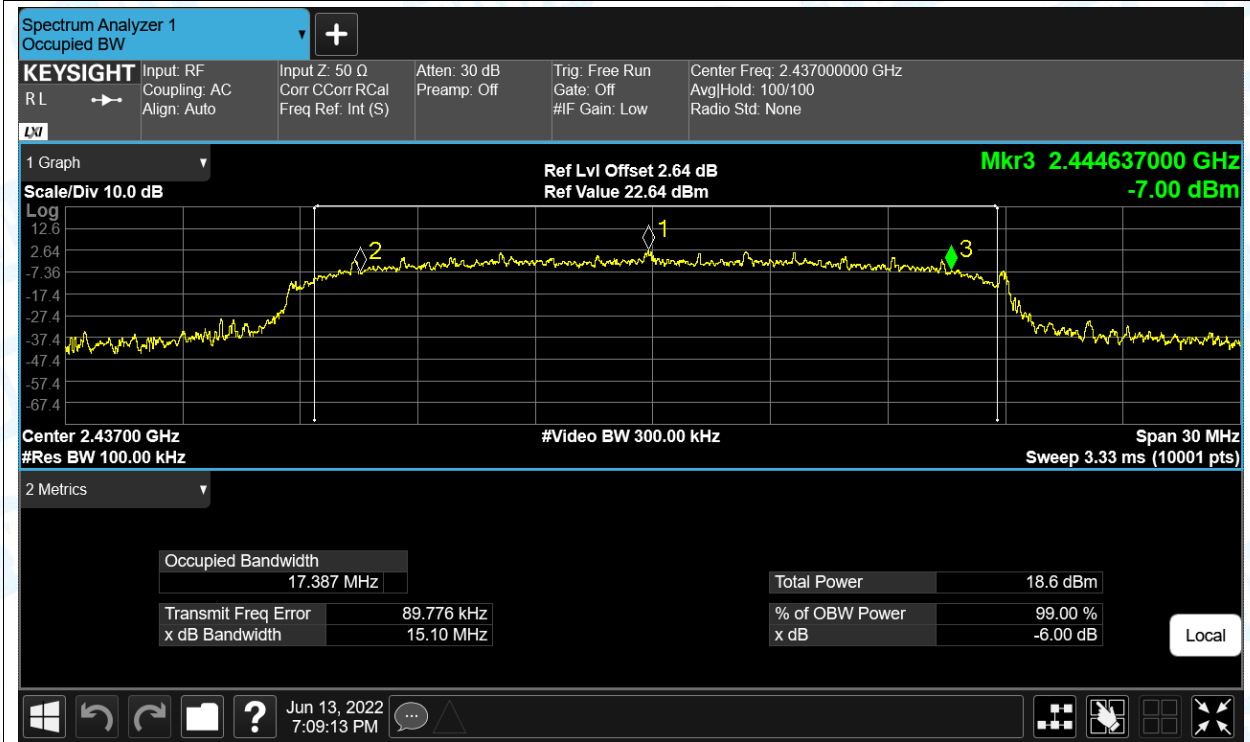 Spectrum Analyzer 1
Occupied BW
KEYSIGHT
R L
LXI
Input: RF
Coupling: AC
Align: Auto
Input Z: 50 Ω
Corr CCorr RCal
Freq Ref: Int (S)
Atten: 30 dB
Preamp: Off
Trig: Free Run
Gate: Off
#IF Gain: Low
Center Freq: 2.437000000 GHz
Avg|Hold: 100/100
Radio Std: None
1 Graph
Scale/Div 10.0 dB
Ref Lvl Offset 2.64 dB
Ref Value 22.64 dBm
Mkr3 2.444637000 GHz
-7.00 dBm
Log
12.6
2.64
-7.36
-17.4
-27.4
-37.4
-47.4
-57.4
-67.4
1
2
3
Center 2.43700 GHz
#Video BW 300.00 kHz
Span 30 MHz
#Res BW 100.00 kHz
Sweep 3.33 ms (10001 pts)
2 Metrics
Occupied Bandwidth
17.387 MHz
Transmit Freq Error 89.776 kHz
x dB Bandwidth 15.10 MHz
Total Power 18.6 dBm
% of OBW Power 99.00 %
x dB -6.00 dB
Local
?
Jun 13, 2022
7:09:13 PM